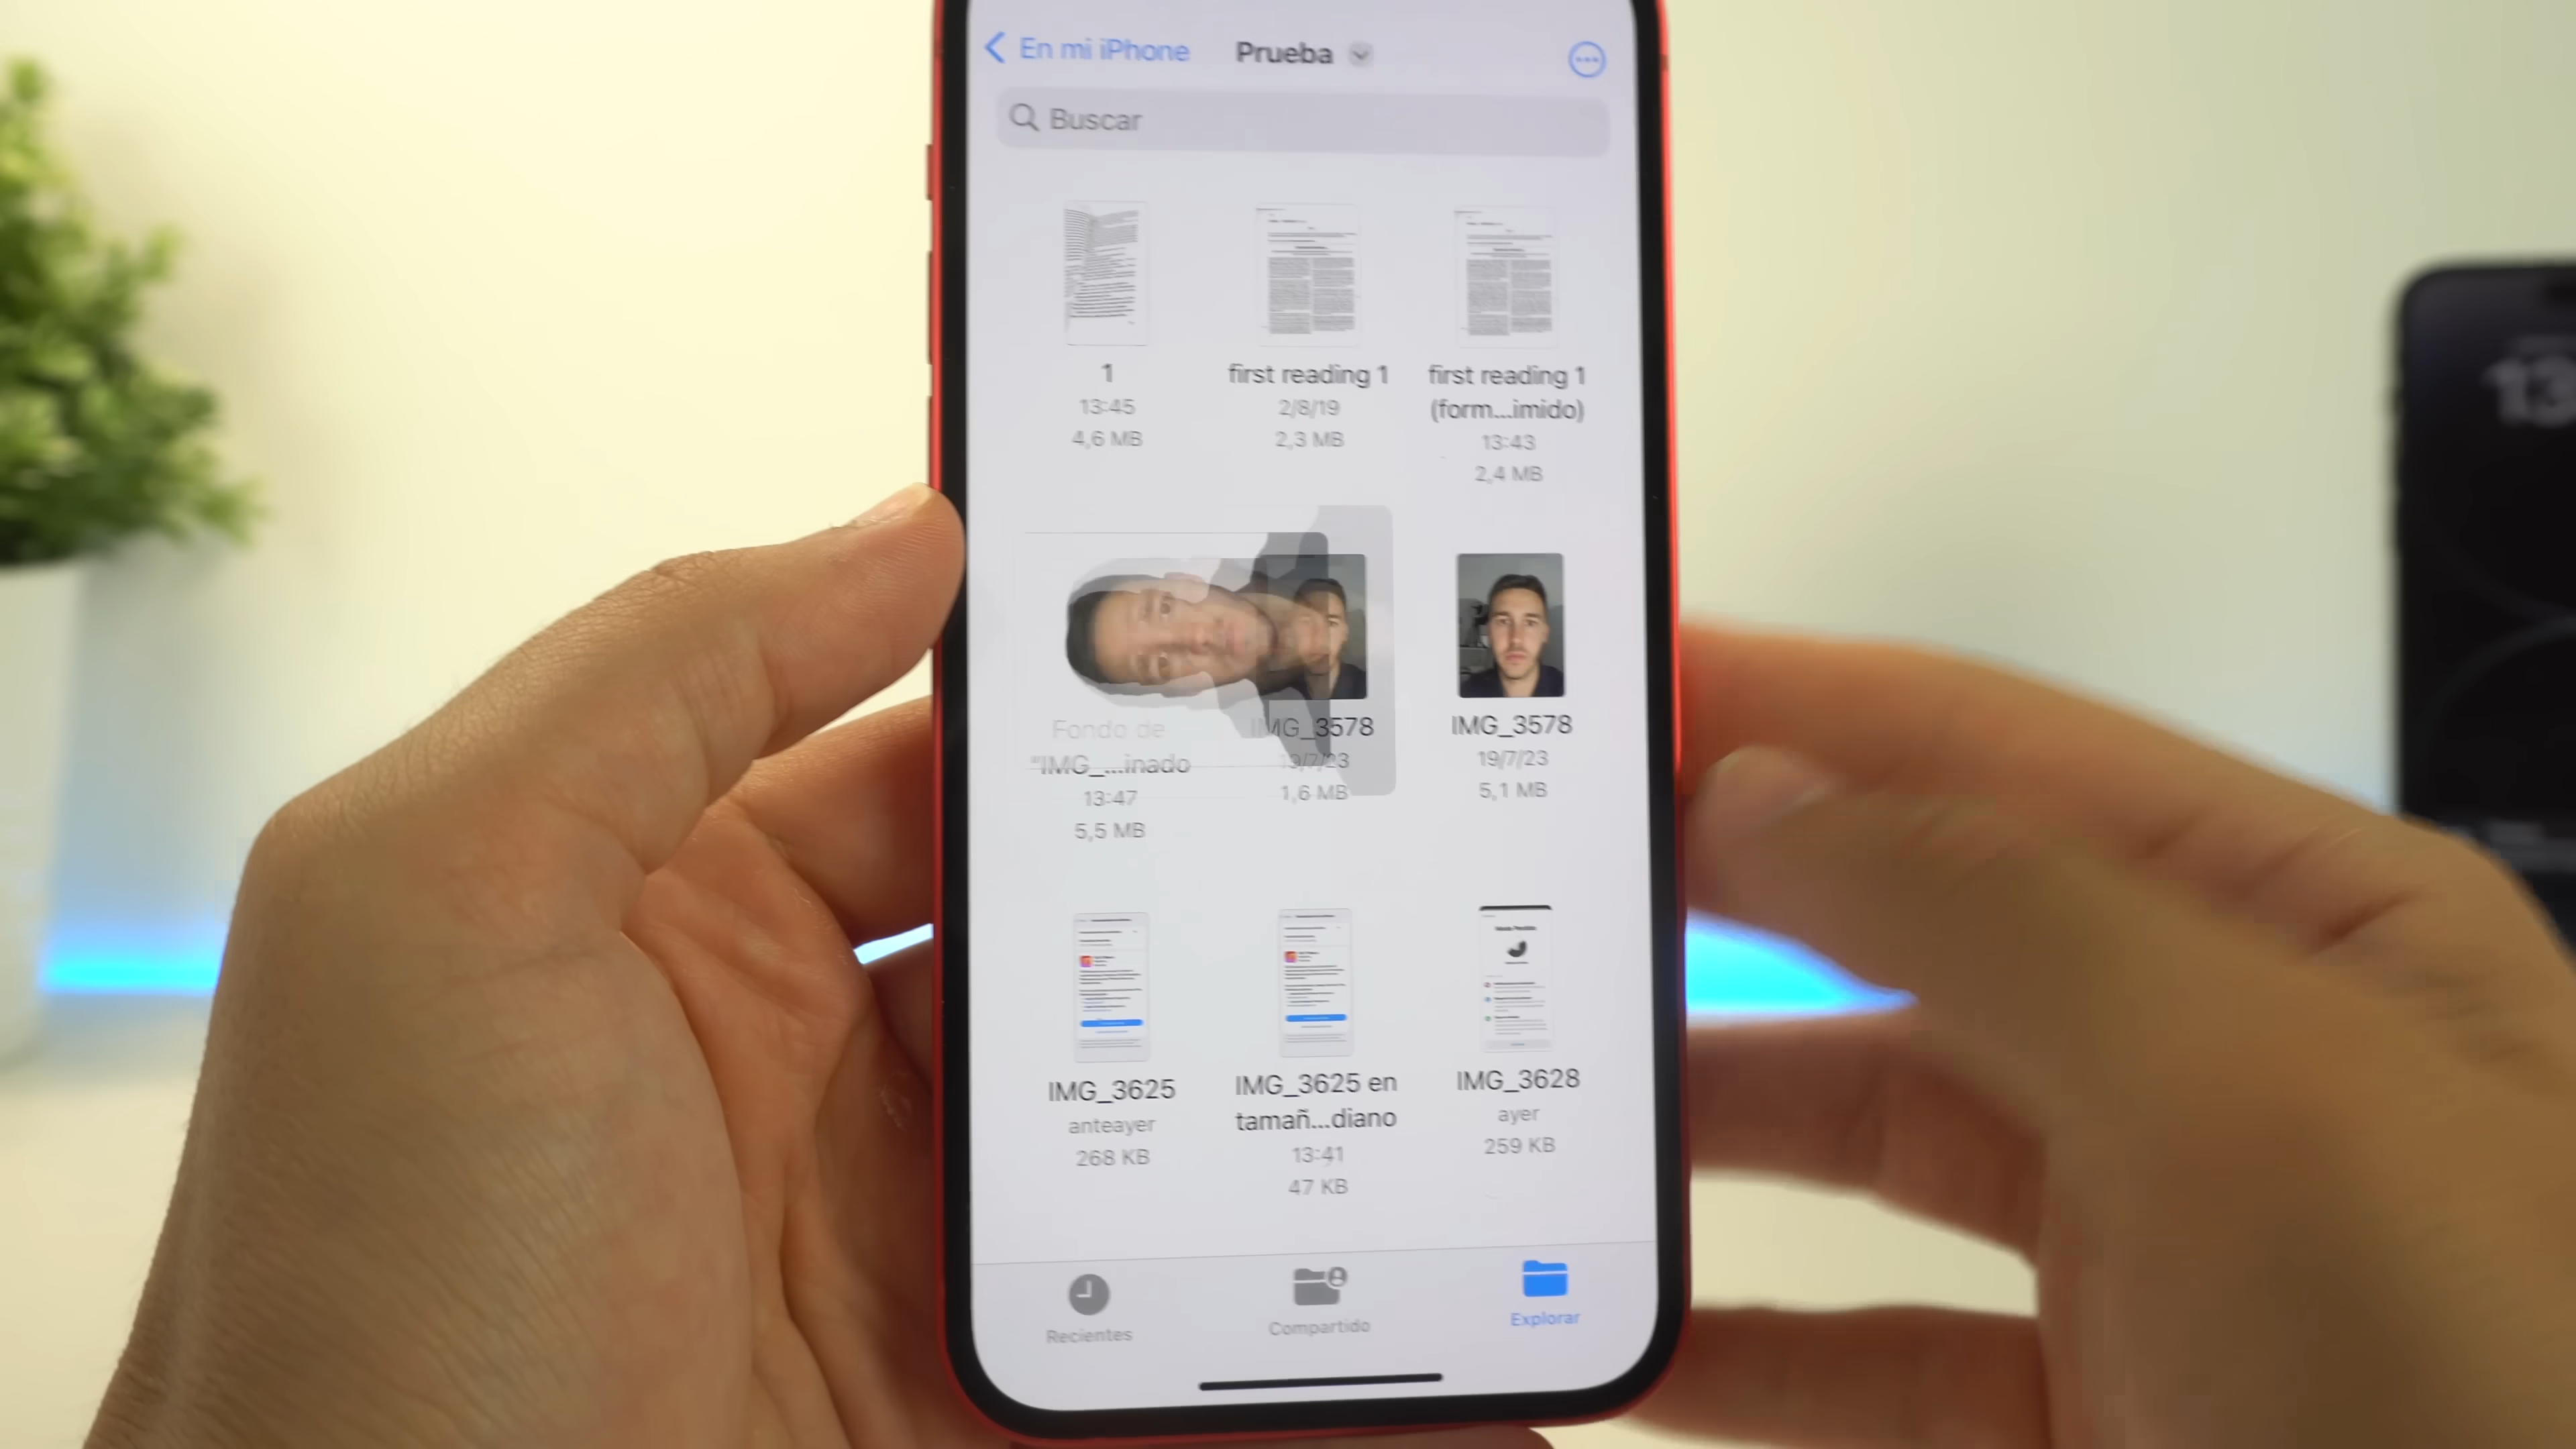 En mi iPhone
Prueba
Buscar
1
13:45
4,6 MB
first reading 1
2/8/19
2,3 MB
first reading 1
(form...imido)
13:43
2,4 MB
Fondo de
"IMG_...inado
13:47
5,5 MB
IMG_3578
19/7/23
1,6 MB
IMG_3578
19/7/23
5,1 MB
IMG_3625
anteayer
268 KB
IMG_3625 en
tamañ...diano
13:41
47 KB
IMG_3628
ayer
259 KB
Recientes
Compartido
Explorar
13